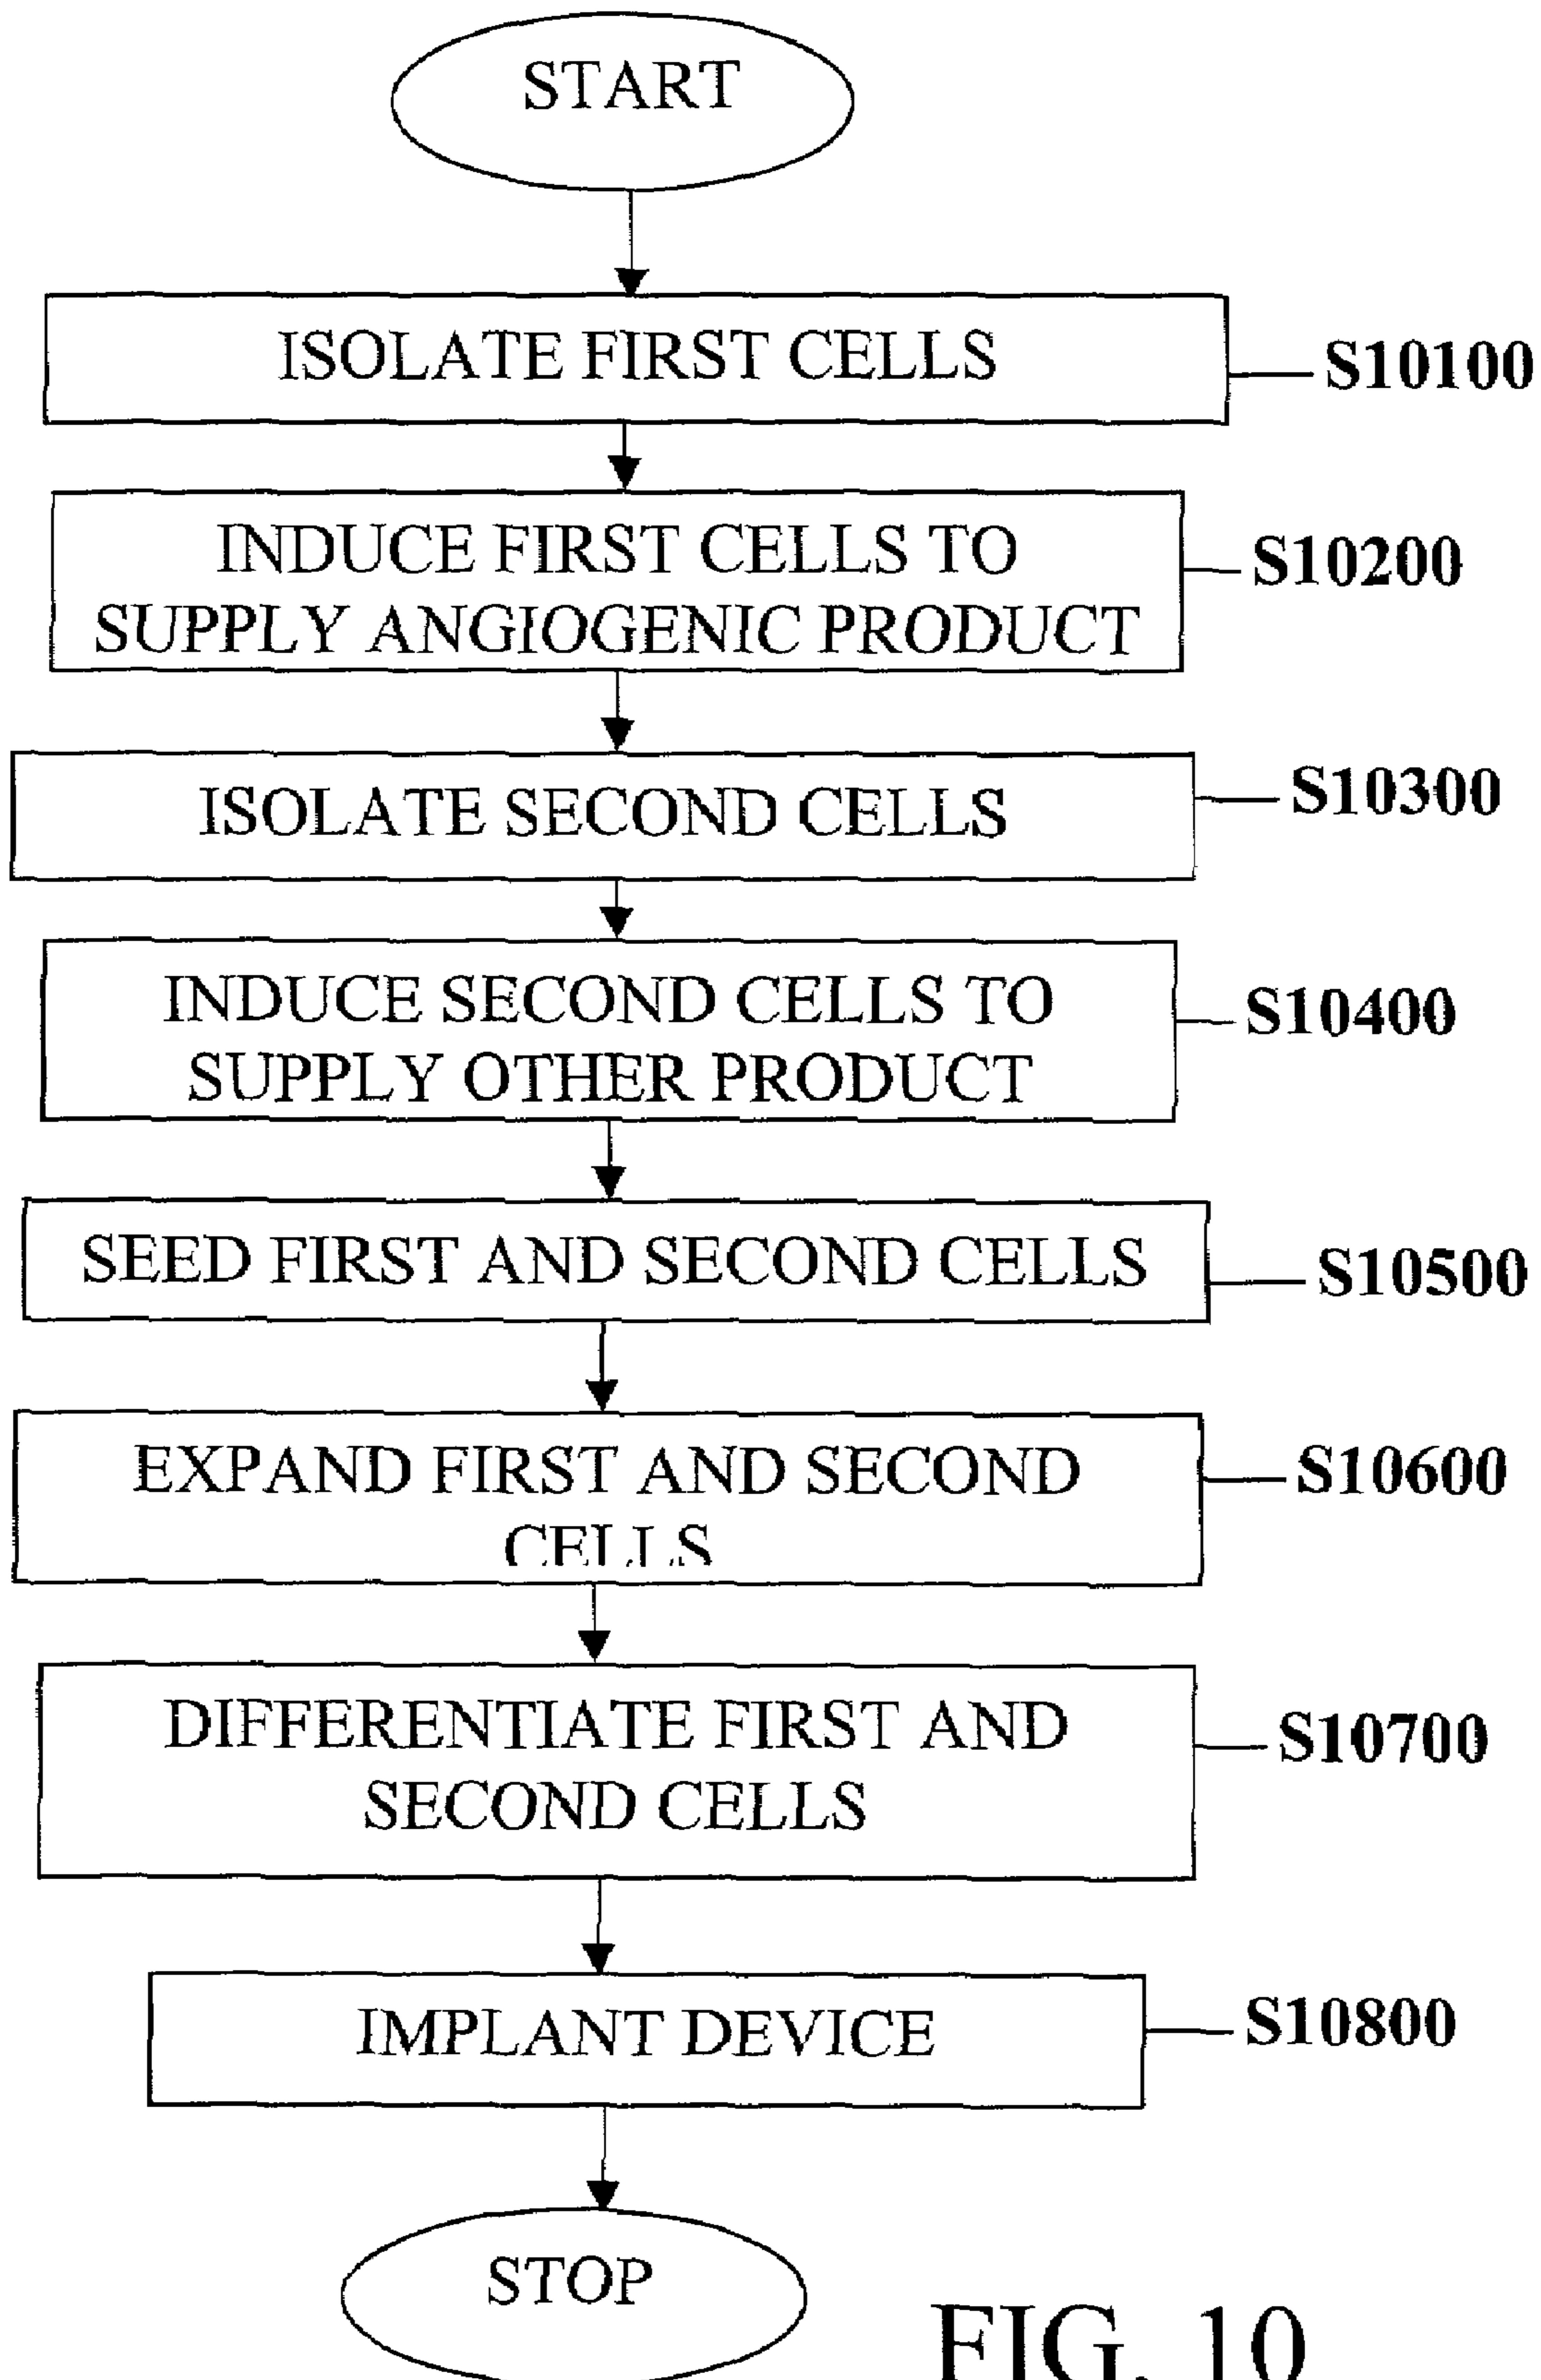 START
ISOLATE FIRST CELLS
S10100
INDUCE FIRST CELLS TO
SUPPLY ANGIOGENIC PRODUCT
S10200
ISOLATE SECOND CELLS
S10300
INDUCE SECOND CELLS TO
SUPPLY OTHER PRODUCT
S10400
SEED FIRST AND SECOND CELLS
S10500
EXPAND FIRST AND SECOND
CELLS
S10600
DIFFERENTIATE FIRST AND
SECOND CELLS
S10700
IMPLANT DEVICE
S10800
STOP
FIG. 10